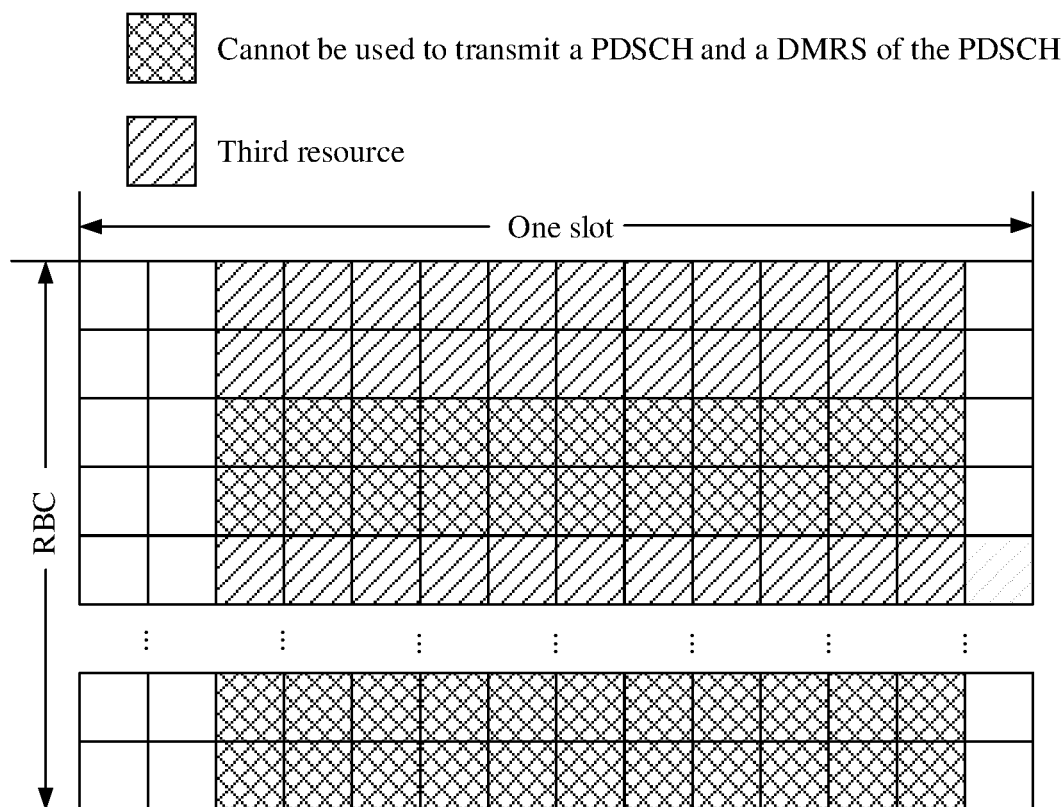 Cannot be used to transmit a PDSCH and a DMRS of the PDSCH
Third resource
One slot
RBC